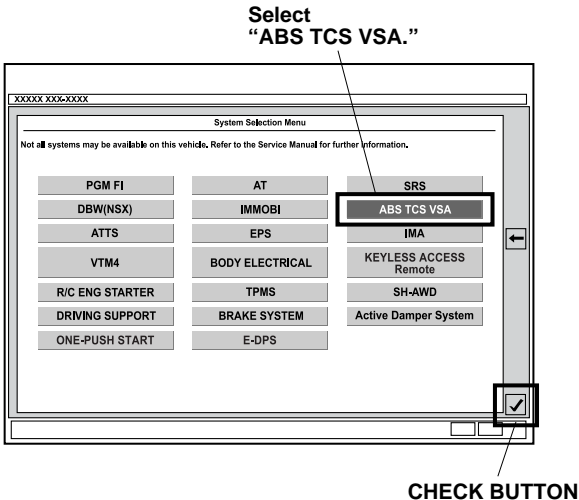 Select
“ABS TCS VSA.”
XXXXX XXX-XXXX
System Selection Menu
Not all systems may be available on this vehicle. Refer to the Service Manual for further information.
PGM FI
AT
SRS
DBW(NSX)
IMMOBI
ABS TCS VSA
ATTS
EPS
IMA
VTM4
BODY ELECTRICAL
KEYLESS ACCESS
Remote
R/C ENG STARTER
TPMS
SH-AWD
DRIVING SUPPORT
BRAKE SYSTEM
Active Damper System
ONE-PUSH START
E-DPS
CHECK BUTTON